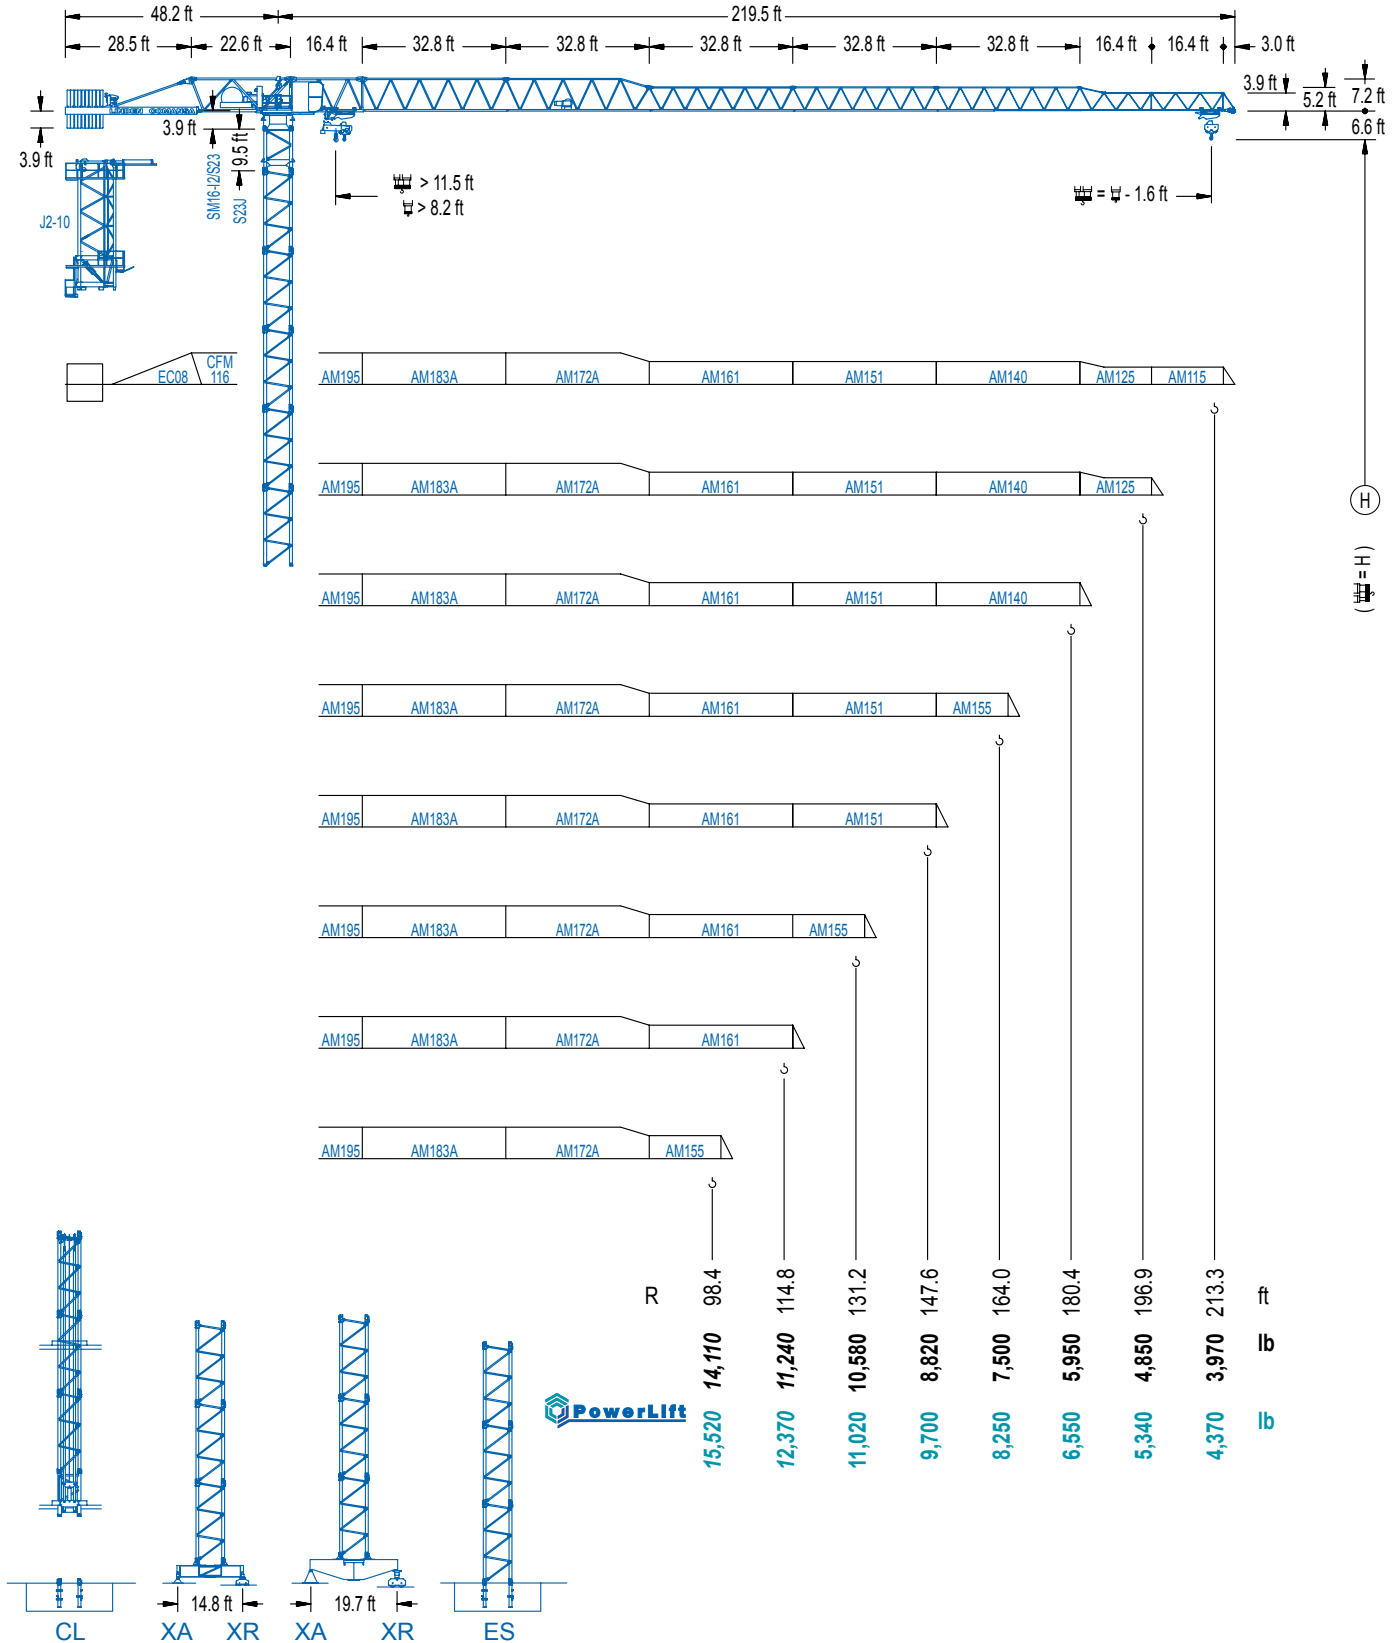 48.2 ft 219.5 ft
28.5 ft 22.6 ft 16.4 ft 32.8 ft 32.8 ft 32.8 ft 32.8 ft 32.8 ft 16.4 ft 16.4 ft 3.0 ft
LINDEN COMANSA
3.9 ft 5.2 ft 7.2 ft
6.6 ft
3.9 ft
3.9 ft
9.5 ft
SM16-I2/S23
S23J
J2-10
> 11.5 ft
> 8.2 ft
= - 1.6 ft
EC08 CFM
116
AM195 AM183A AM172A AM161 AM151 AM140 AM125 AM115
AM195 AM183A AM172A AM161 AM151 AM140 AM125
H
( = H )
AM195 AM183A AM172A AM161 AM151 AM140
AM195 AM183A AM172A AM161 AM151 AM155
AM195 AM183A AM172A AM161 AM151
AM195 AM183A AM172A AM161 AM155
AM195 AM183A AM172A AM161
AM195 AM183A AM172A AM155
R 98.4 114.8 131.2 147.6 164.0 180.4 196.9 213.3 ft
14,110 11,240 10,580 8,820 7,500 5,950 4,850 3,970 lb
PowerLift 15,520 12,370 11,020 9,700 8,250 6,550 5,340 4,370 lb
14.8 ft 19.7 ft
CL XA XR XA XR ES